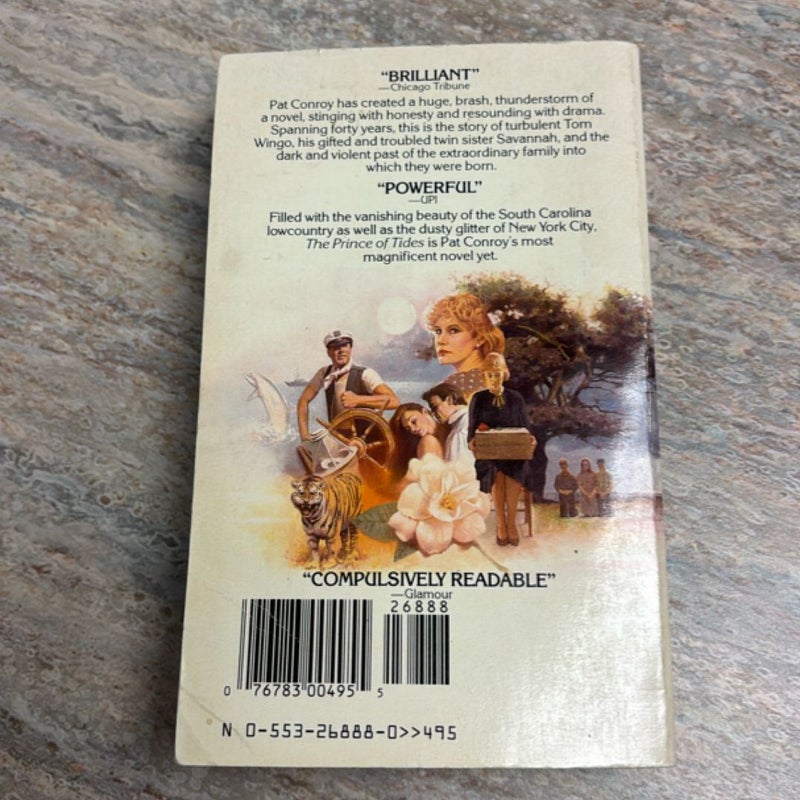 “BRILLIANT”
—Chicago Tribune
Pat Conroy has created a huge, brash, thunderstorm of
a novel, stinging with honesty and resounding with drama.
Spanning forty years, this is the story of turbulent Tom
Wingo, his gifted and troubled twin sister Savannah, and the
dark and violent past of the extraordinary family into
which they were born.
“POWERFUL”
—UPI
Filled with the vanishing beauty of the South Carolina
lowcountry as well as the dusty glitter of New York City,
The Prince of Tides is Pat Conroy's most
magnificent novel yet.
“COMPULSIVELY READABLE”
—Glamour
26888
0 76783 00495 5
N 0-553-26888-0>>495